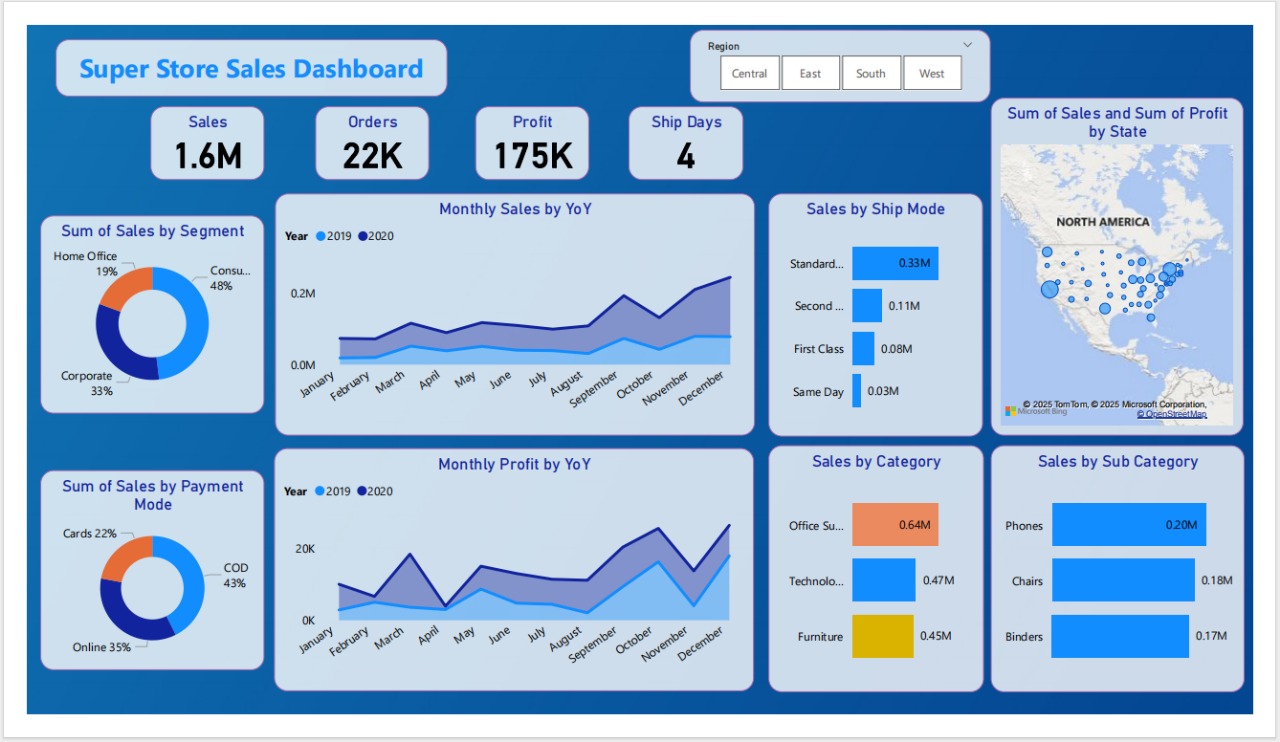 Super Store Sales Dashboard
Region
Central East South West
Sales
1.6M
Orders
22K
Profit
175K
Ship Days
4
Sum of Sales and Sum of Profit
by State
NORTH AMERICA
© 2025 TomTom, © 2025 Microsoft Corporation,
Microsoft Bing
© OpenStreetMap
Sum of Sales by Segment
Home Office
19%
Consu...
48%
Corporate
33%
Monthly Sales by YoY
Year 2019 2020
0.2M
0.0M
January February March April May June July August September October November December
Sales by Ship Mode
Standard... 0.33M
Second ... 0.11M
First Class 0.08M
Same Day 0.03M
Sum of Sales by Payment
Mode
Cards 22%
COD
43%
Online 35%
Monthly Profit by YoY
Year 2019 2020
20K
0K
January February March April May June July August September October November December
Sales by Category
Office Su... 0.64M
Technolo... 0.47M
Furniture 0.45M
Sales by Sub Category
Phones 0.20M
Chairs 0.18M
Binders 0.17M